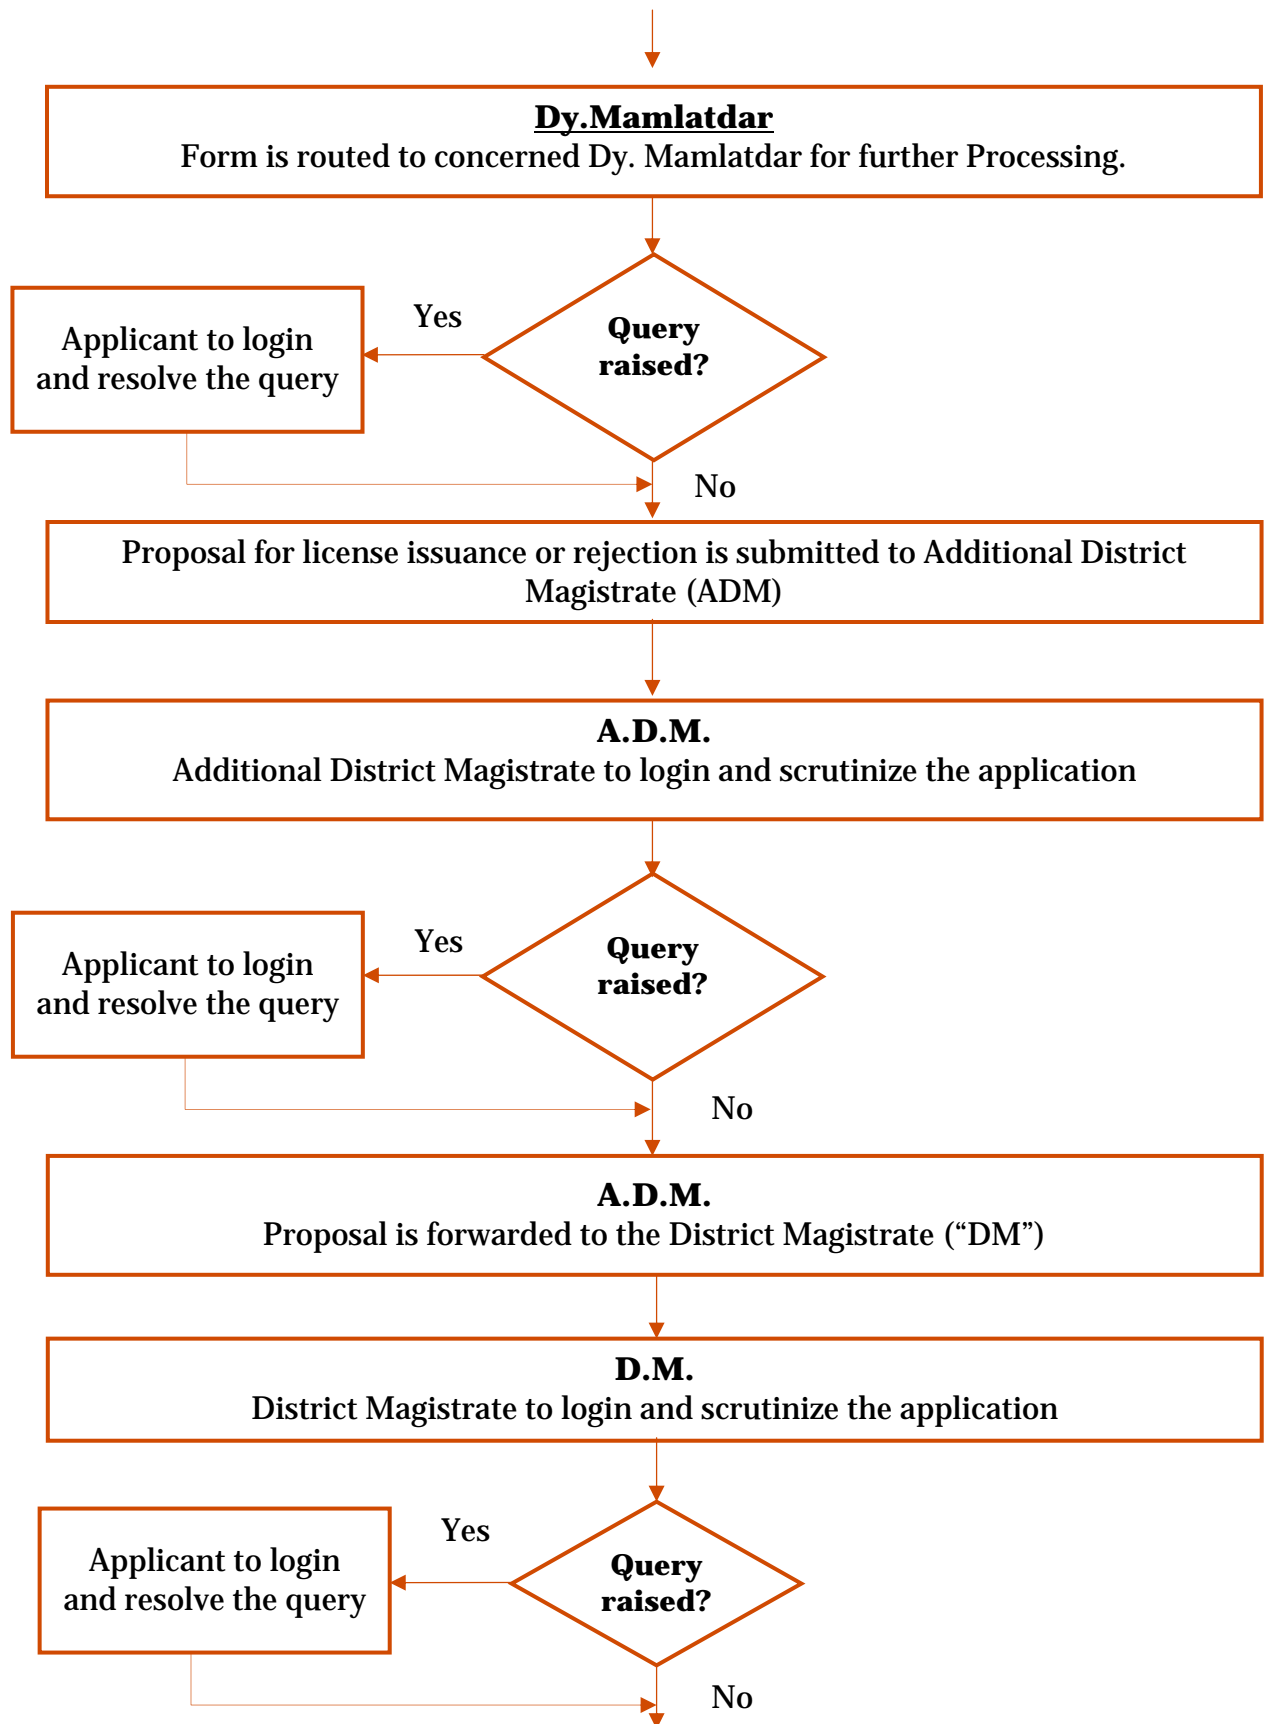 Dy.Mamlatdar
Form is routed to concerned Dy. Mamlatdar for further Processing.
Yes
Query
raised?
Applicant to login
and resolve the query
No
Proposal for license issuance or rejection is submitted to Additional District
Magistrate (ADM)
A.D.M.
Additional District Magistrate to login and scrutinize the application
Yes
Query
raised?
Applicant to login
and resolve the query
No
A.D.M.
Proposal is forwarded to the District Magistrate (“DM”)
D.M.
District Magistrate to login and scrutinize the application
Yes
Query
raised?
Applicant to login
and resolve the query
No